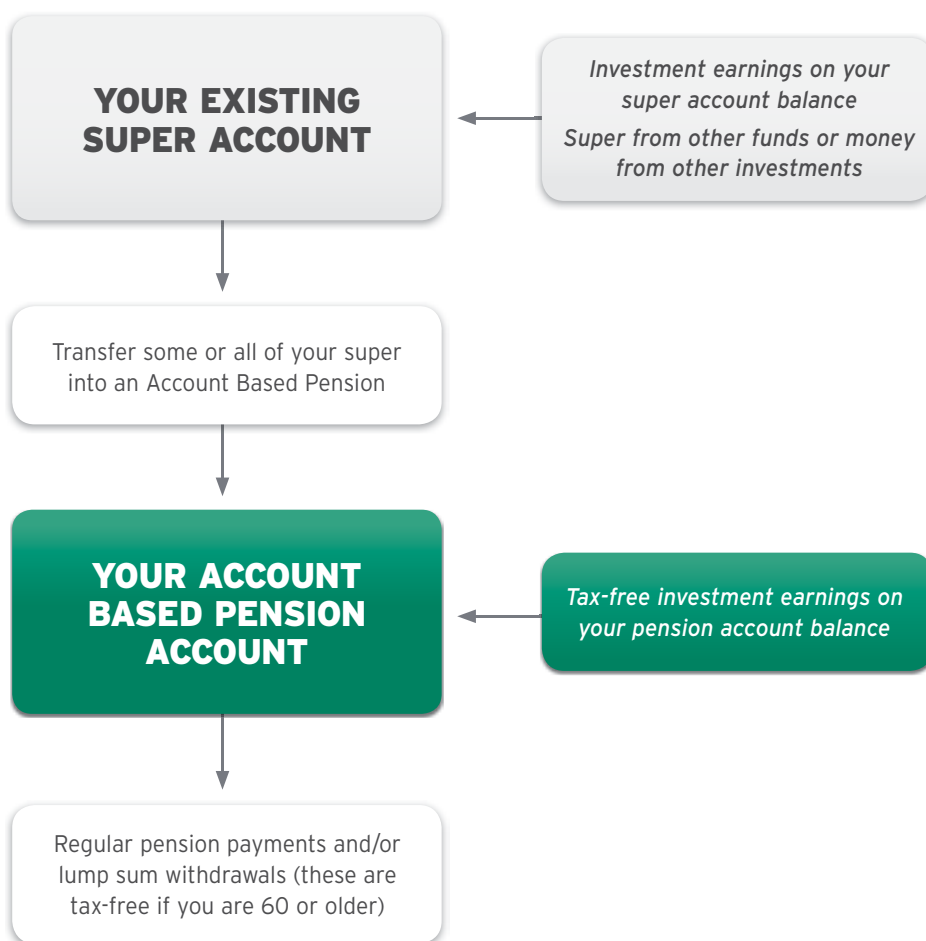 YOUR EXISTING
SUPER ACCOUNT
Investment earnings on your
super account balance
Super from other funds or money
from other investments
Transfer some or all of your super
into an Account Based Pension
YOUR ACCOUNT
BASED PENSION
ACCOUNT
Tax-free investment earnings on
your pension account balance
Regular pension payments and/or
lump sum withdrawals (these are
tax-free if you are 60 or older)